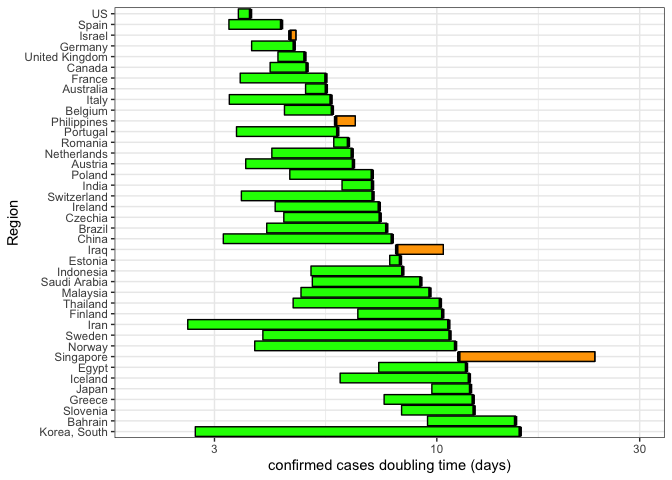 US
Spain
Israel
Germany
United Kingdom
Canada
France
Australia
Italy
Belgium
Philippines
Portugal
Romania
Netherlands
Austria
Poland
India
Switzerland
Ireland
Czechia
Brazil
China
Iraq
Estonia
Indonesia
Saudi Arabia
Malaysia
Thailand
Finland
Iran
Sweden
Norway
Singapore
Egypt
Iceland
Japan
Greece
Slovenia
Bahrain
Korea, South
Region
3 10 30
confirmed cases doubling time (days)